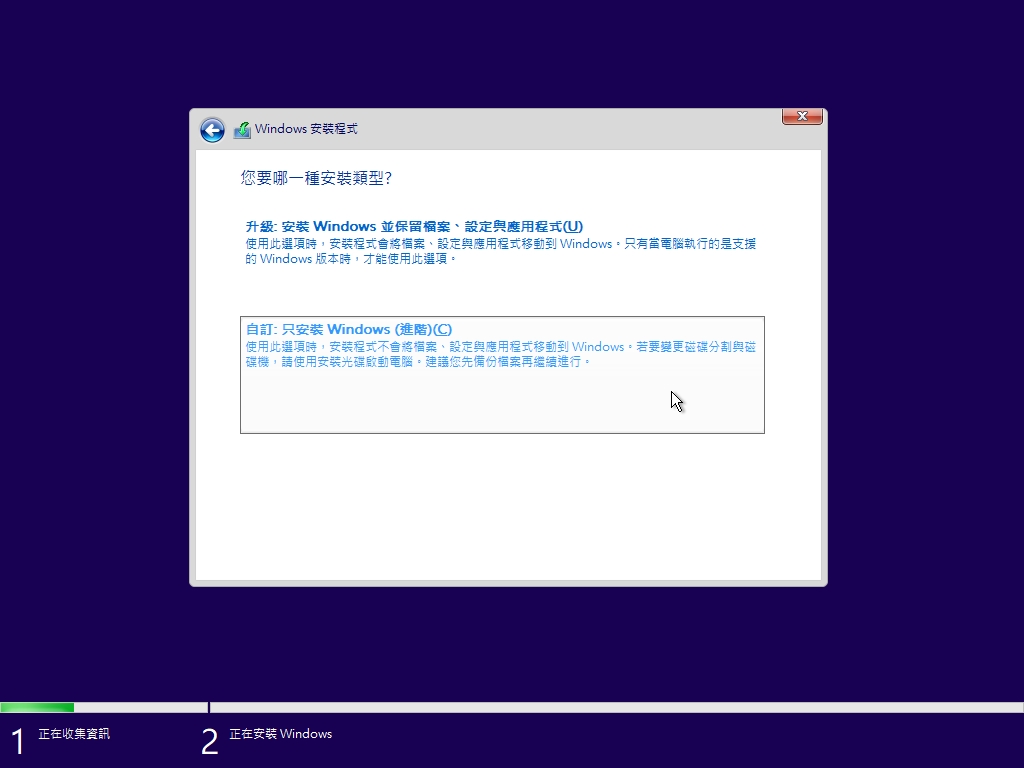 Windows 安裝程式
您要哪一種安裝類型?
升級: 安裝 Windows 並保留檔案、設定與應用程式(U)
使用此選項時，安裝程式會將檔案、設定與應用程式移動到 Windows。只有當電腦執行的是支援
的 Windows 版本時，才能使用此選項。
自訂: 只安裝 Windows (進階)(C)
使用此選項時，安裝程式不會將檔案、設定與應用程式移動到 Windows。若要變更磁碟分割與磁
碟機，請使用安裝光碟啟動電腦。建議您先備份檔案再繼續進行。
1 正在收集資訊
2 正在安裝 Windows